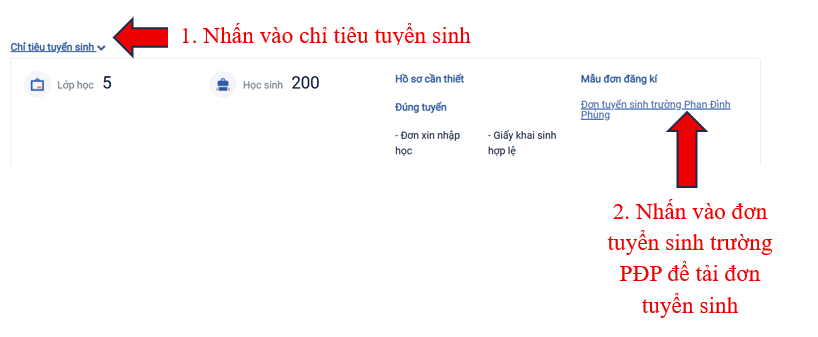 1. Nhấn vào chỉ tiêu tuyển sinh
Chỉ tiêu tuyển sinh
Lớp học 5
Học sinh 200
Hồ sơ cần thiết
Đúng tuyến
- Đơn xin nhập
học
- Giấy khai sinh
hợp lệ
Mẫu đơn đăng kí
Đơn tuyển sinh trường Phan Đình
Phùng
2. Nhấn vào đơn
tuyển sinh trường
PĐP để tải đơn
tuyển sinh